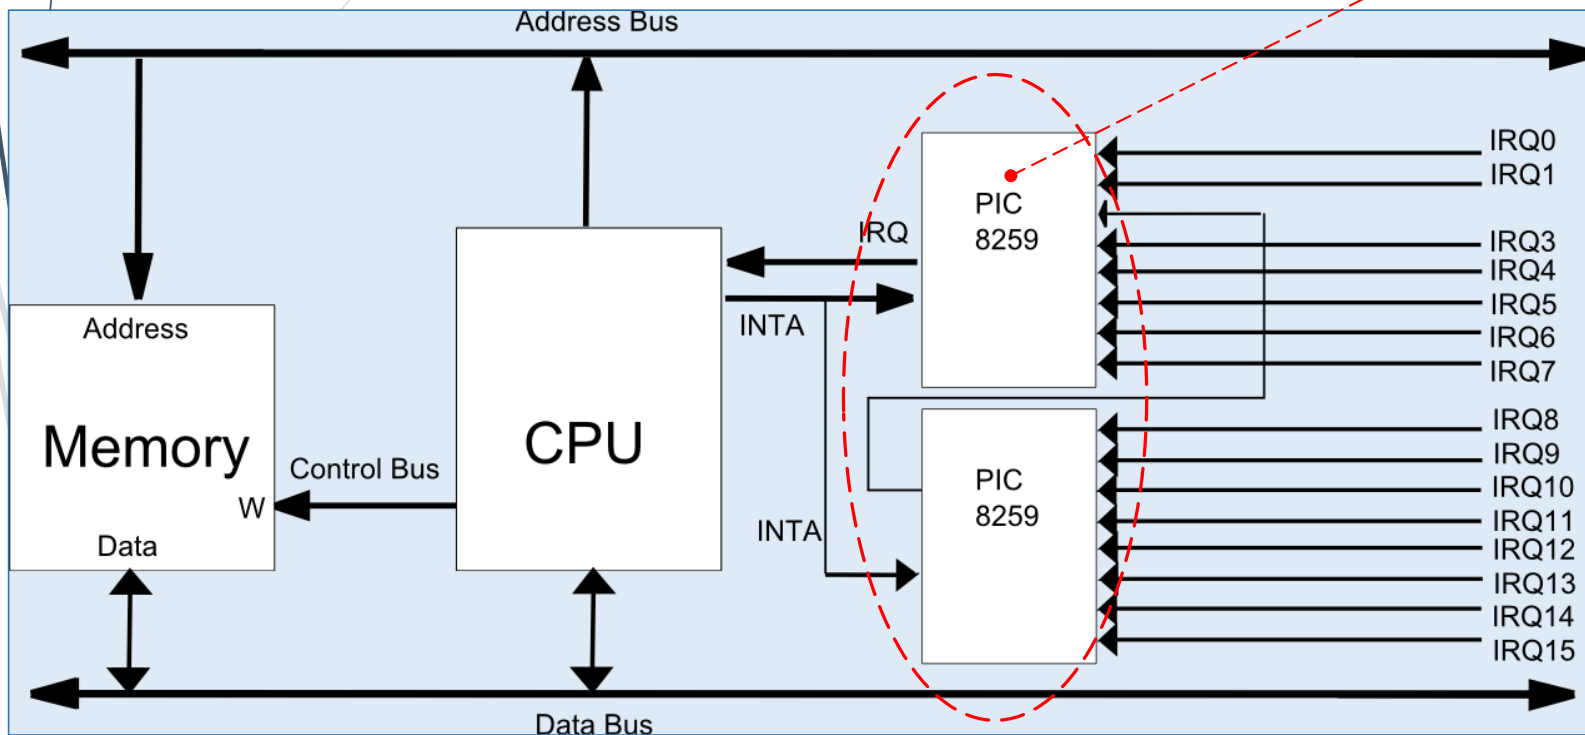 Address Bus
IRQ0
IRQ1
PIC
8259
IRQ
IRQ3
IRQ4
IRQ5
IRQ6
IRQ7
INTA
Address
Memory
CPU
Control Bus
W
Data
IRQ8
IRQ9
PIC
8259
IRQ10
IRQ11
IRQ12
IRQ13
IRQ14
IRQ15
INTA
Data Bus